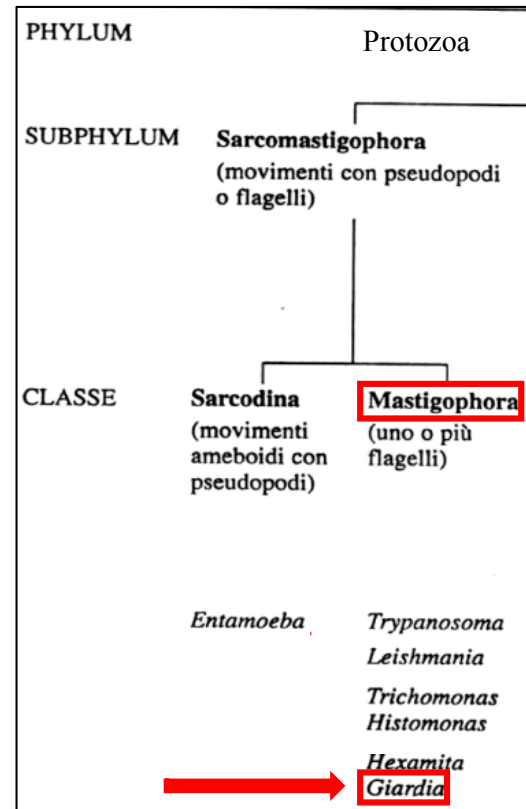 PHYLUM Protozoa
SUBPHYLUM Sarcomastigophora
(movimenti con pseudopodi
o flagelli)
CLASSE Sarcodina Mastigophora
(movimenti (uno o più
ameboidi con flagelli)
pseudopodi)
Entamoeba Trypanosoma
Leishmania
Trichomonas
Histomonas
Hexamita
Giardia